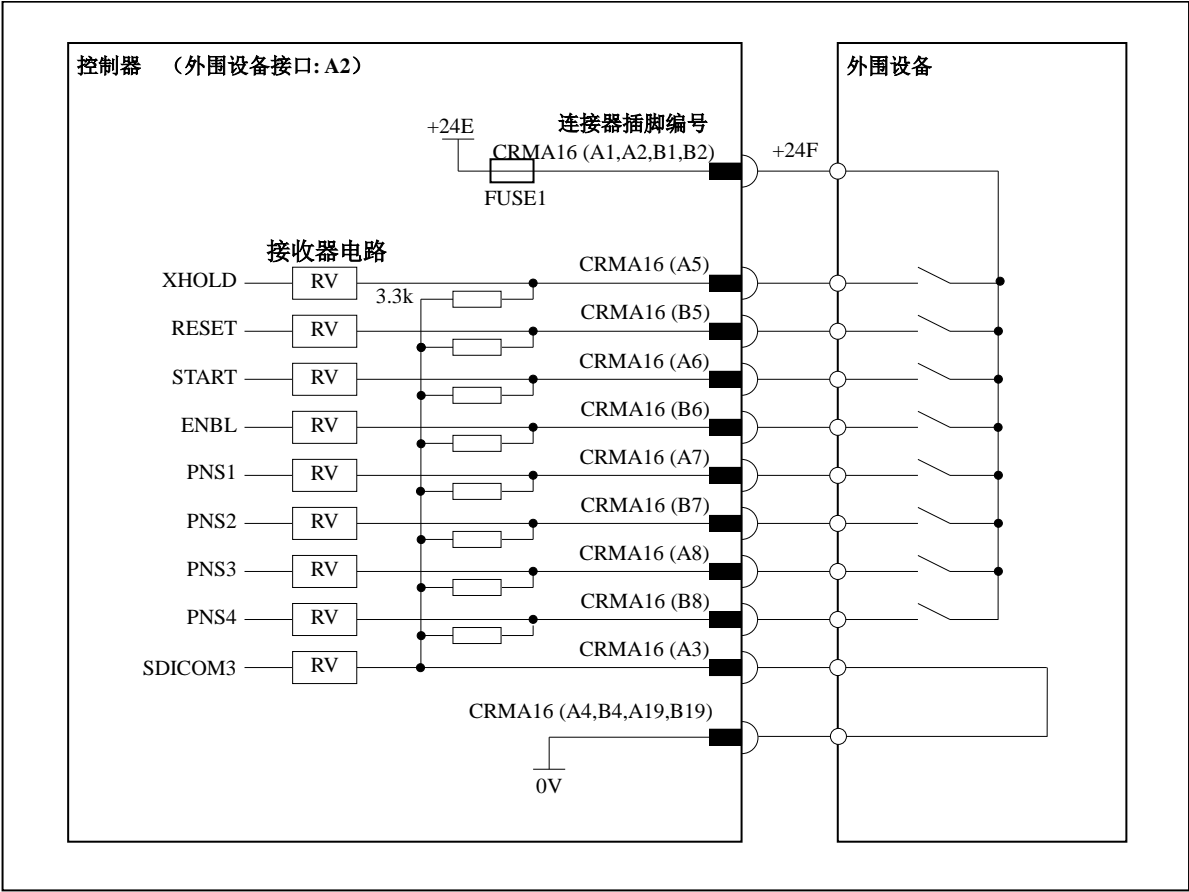 控制器 （外围设备接口: A2）
外围设备
+24E
连接器插脚编号
CRMA16 (A1,A2,B1,B2)
+24F
FUSE1
接收器电路
XHOLD RV 3.3k CRMA16 (A5)
RESET RV CRMA16 (B5)
START RV CRMA16 (A6)
ENBL RV CRMA16 (B6)
PNS1 RV CRMA16 (A7)
PNS2 RV CRMA16 (B7)
PNS3 RV CRMA16 (A8)
PNS4 RV CRMA16 (B8)
SDICOM3 RV CRMA16 (A3)
CRMA16 (A4,B4,A19,B19)
0V